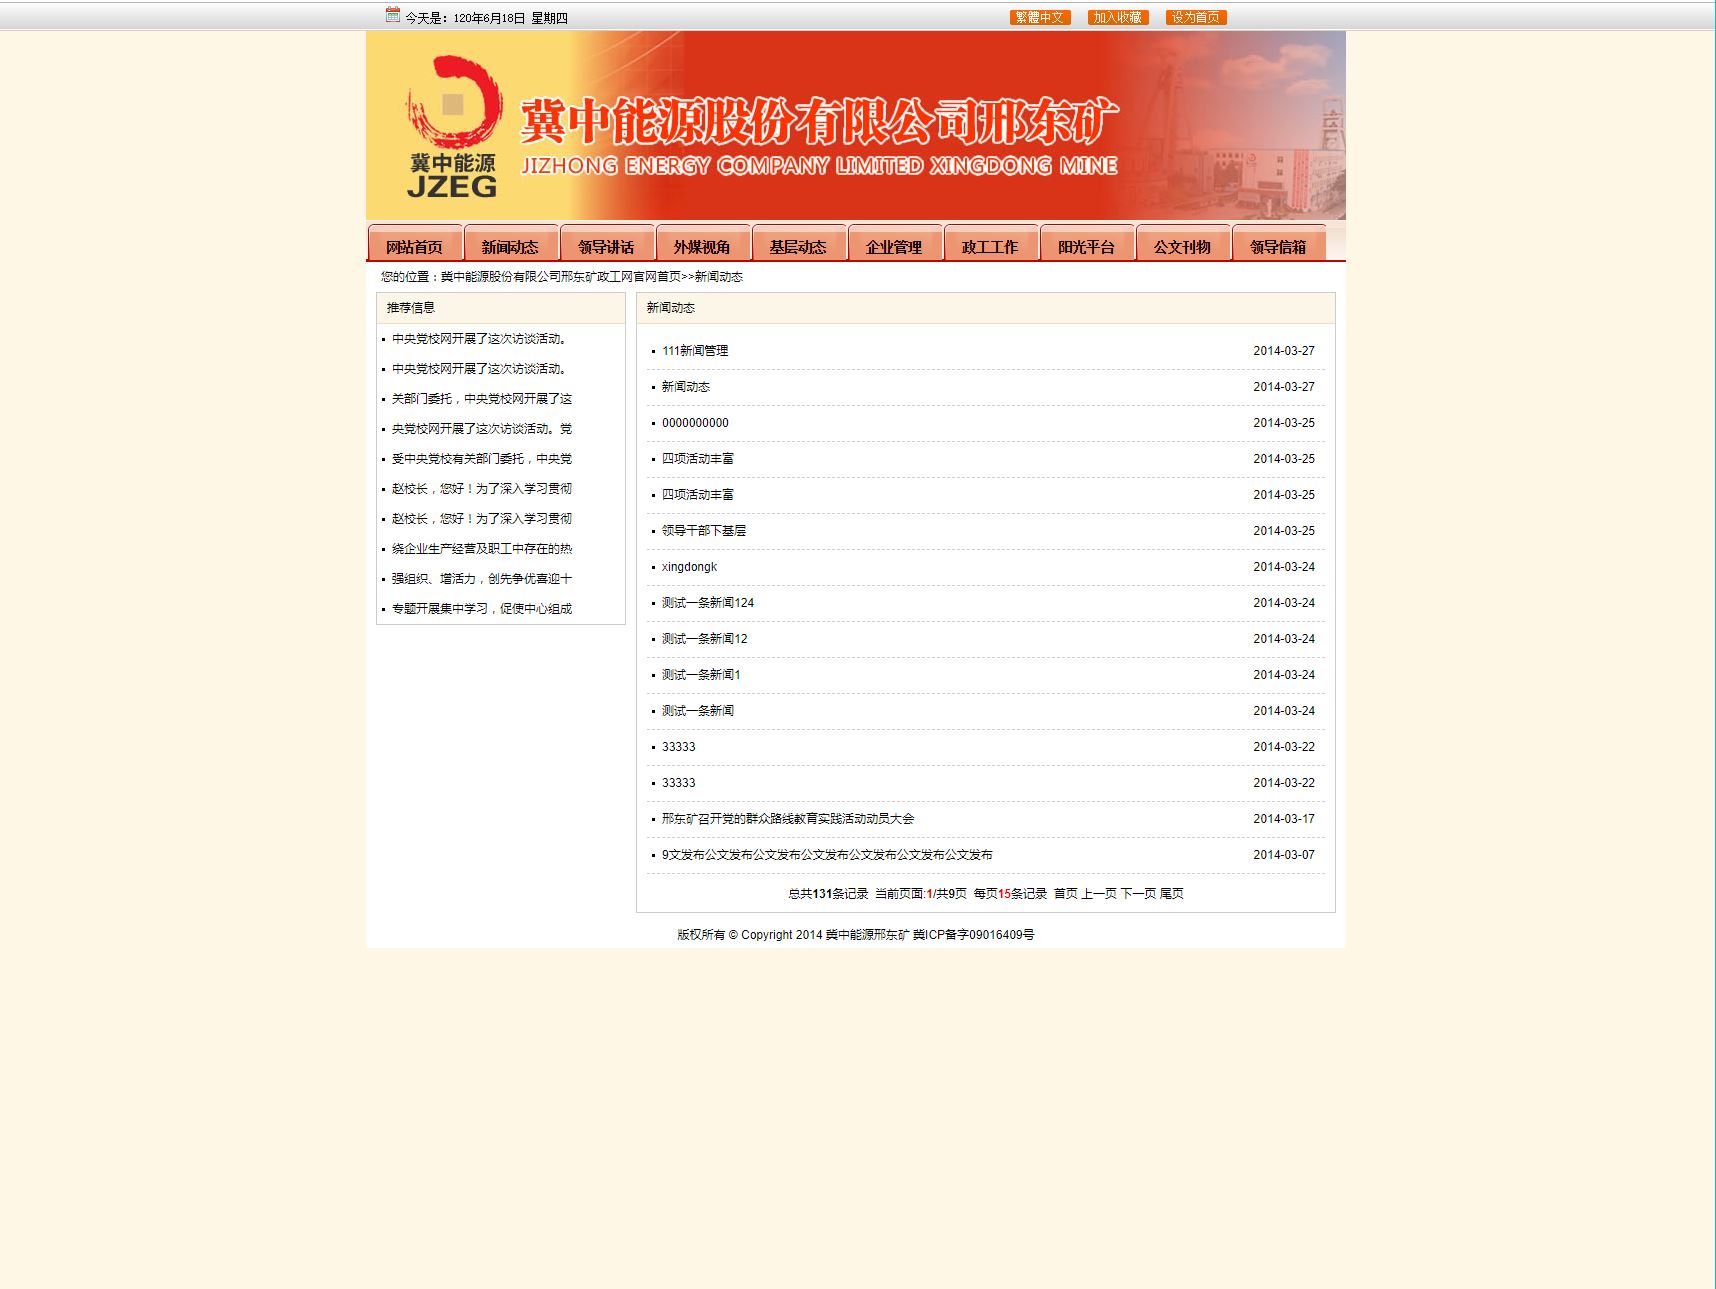 今天是：120年6月18日 星期四
繁體中文 加入收藏 设为首页
冀中能源
JZEG
冀中能源股份有限公司邢东矿
JIZHONG ENERGY COMPANY LIMITED XINGDONG MINE
网站首页 新闻动态 领导讲话 外媒视角 基层动态 企业管理 政工工作 阳光平台 公文刊物 领导信箱
您的位置：冀中能源股份有限公司邢东矿政工网官网首页>>新闻动态
推荐信息
中央党校网开展了这次访谈活动。
中央党校网开展了这次访谈活动。
关部门委托，中央党校网开展了这
央党校网开展了这次访谈活动。党
受中央党校有关部门委托，中央党
赵校长，您好！为了深入学习贯彻
赵校长，您好！为了深入学习贯彻
绕企业生产经营及职工中存在的热
强组织、增活力，创先争优喜迎十
专题开展集中学习，促使中心组成
新闻动态
111新闻管理 2014-03-27
新闻动态 2014-03-27
0000000000 2014-03-25
四项活动丰富 2014-03-25
四项活动丰富 2014-03-25
领导干部下基层 2014-03-25
xingdongk 2014-03-24
测试一条新闻124 2014-03-24
测试一条新闻12 2014-03-24
测试一条新闻1 2014-03-24
测试一条新闻 2014-03-24
33333 2014-03-22
33333 2014-03-22
邢东矿召开党的群众路线教育实践活动动员大会 2014-03-17
9文发布公文发布公文发布公文发布公文发布公文发布公文发布 2014-03-07
总共131条记录 当前页面:1/共9页 每页15条记录 首页 上一页 下一页 尾页
版权所有 © Copyright 2014 冀中能源邢东矿 冀ICP备字09016409号